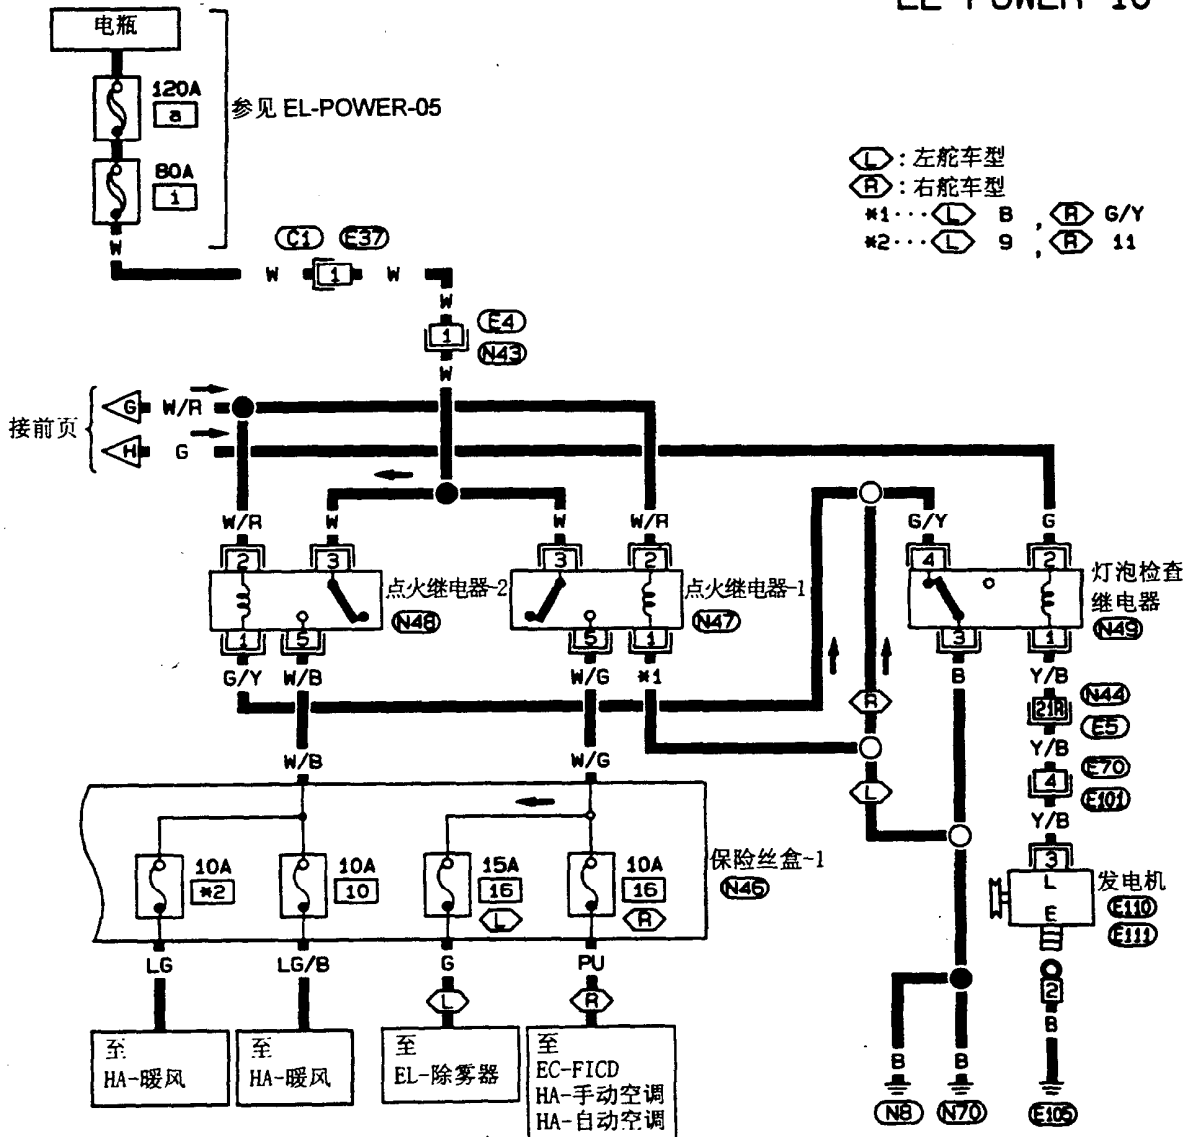 EL-POWER-10
电瓶
120A
a
参见 EL-POWER-05
80A
1
W
L : 左舵车型
R : 右舵车型
*1··· L B , R G/Y
*2··· L 9 , R 11
C1 E37
W 1 W
W
1
E4
N43
W
接前页
G W/R
H G
W/R W W W/R G/Y G
2 3 3 2 4 2
点火继电器-2
N48
点火继电器-1
N47
灯泡检查
继电器
N49
1 5 5 1 3 1
G/Y W/B W/G *1 B Y/B
N44
21R
E5
R
Y/B
W/B W/G
E70
4
E101
L
Y/B
3
10A
*2
10A
10
15A
16
L
10A
16
R
保险丝盒-1
N46
L
E
发电机
E110
E111
LG LG/B G PU
2
L R
B
至
HA-暖风
至
HA-暖风
至
EL-除雾器
至
EC-FICD
HA-手动空调
HA-自动空调
B B
N8 N70 E105